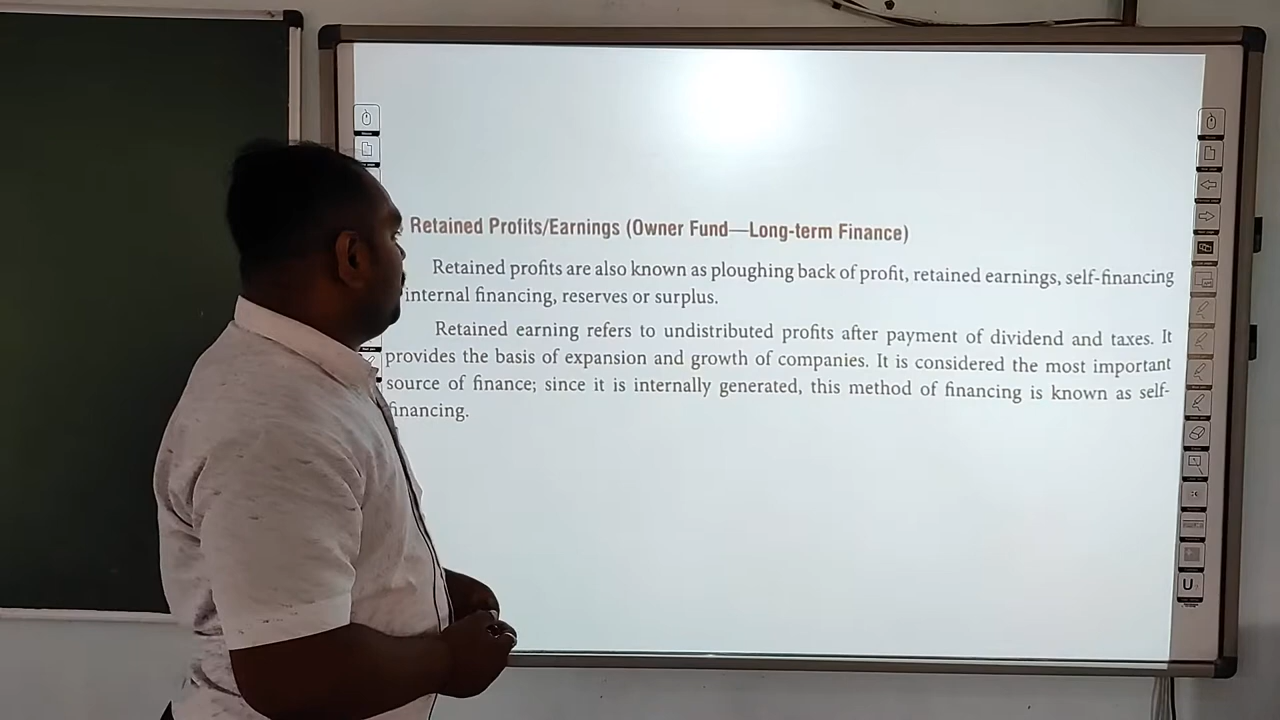 Retained Profits/Earnings (Owner Fund—Long-term Finance)
Retained profits are also known as ploughing back of profit, retained earnings, self-financing
internal financing, reserves or surplus.
Retained earning refers to undistributed profits after payment of dividend and taxes. It
provides the basis of expansion and growth of companies. It is considered the most important
source of finance; since it is internally generated, this method of financing is known as self-
financing.